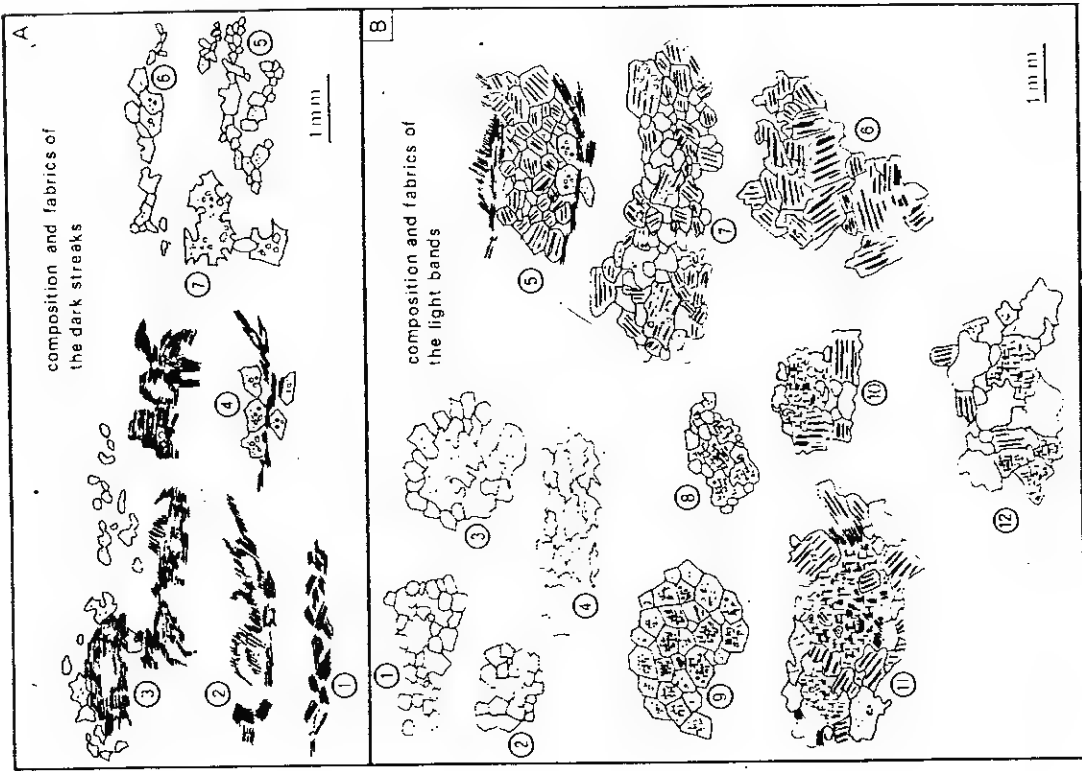 A
composition and fabrics of
the dark streaks
3
2
1
4
7
6
5
1 mm
B
composition and fabrics of
the light bands
1
2
3
4
5
7
6
8
9
10
11
12
1 mm